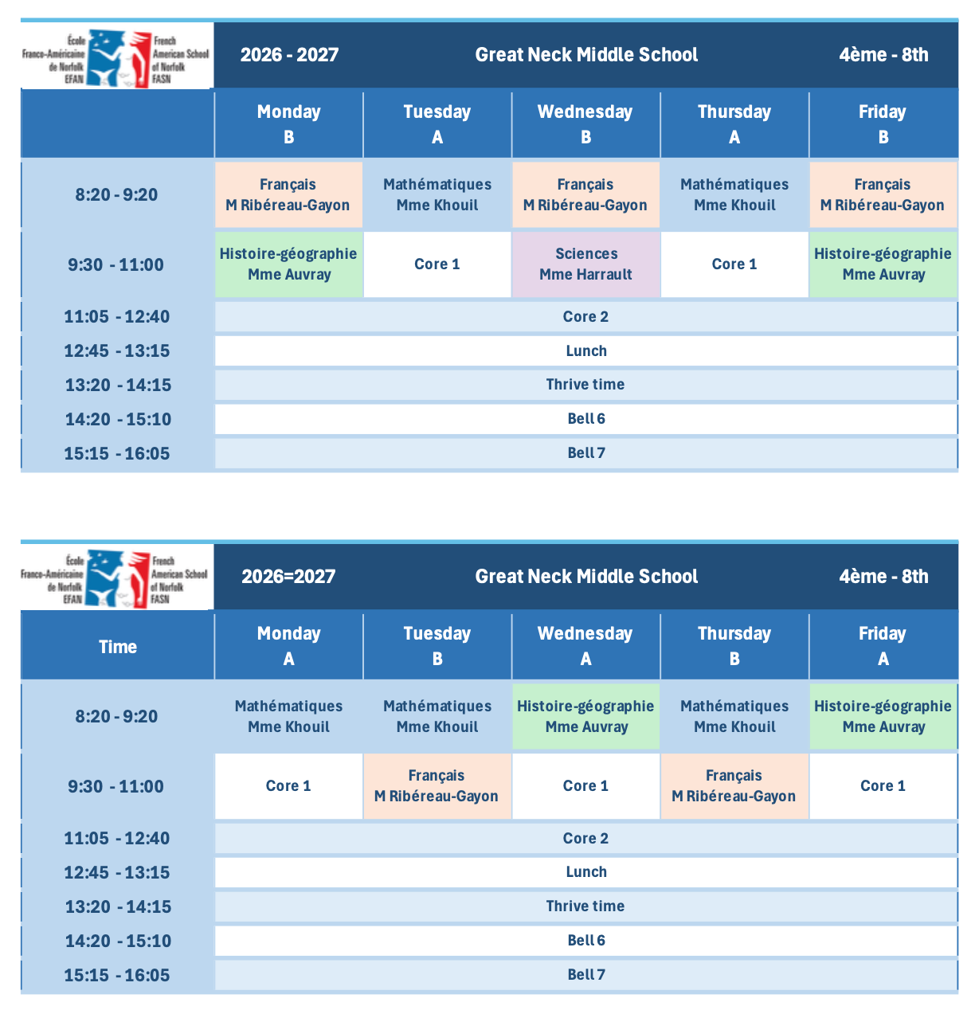 École
Franco-Américaine
de Norfolk
EFAN
French
American School
of Norfolk
FASN
2026 - 2027 Great Neck Middle School 4ème - 8th
Monday Tuesday Wednesday Thursday Friday
B A B A B
8:20 - 9:20
Français Mathématiques Français Mathématiques Français
M Ribéreau-Gayon Mme Khouil M Ribéreau-Gayon Mme Khouil M Ribéreau-Gayon
9:30 - 11:00
Histoire-géographie Core 1 Sciences Core 1 Histoire-géographie
Mme Auvray Mme Harrault Mme Auvray
11:05 - 12:40 Core 2
12:45 - 13:15 Lunch
13:20 - 14:15 Thrive time
14:20 - 15:10 Bell 6
15:15 - 16:05 Bell 7
École
Franco-Américaine
de Norfolk
EFAN
French
American School
of Norfolk
FASN
2026=2027 Great Neck Middle School 4ème - 8th
Time
Monday Tuesday Wednesday Thursday Friday
A B A B A
8:20 - 9:20
Mathématiques Mathématiques Histoire-géographie Mathématiques Histoire-géographie
Mme Khouil Mme Khouil Mme Auvray Mme Khouil Mme Auvray
9:30 - 11:00
Core 1 Français Core 1 Français Core 1
M Ribéreau-Gayon M Ribéreau-Gayon
11:05 - 12:40 Core 2
12:45 - 13:15 Lunch
13:20 - 14:15 Thrive time
14:20 - 15:10 Bell 6
15:15 - 16:05 Bell 7